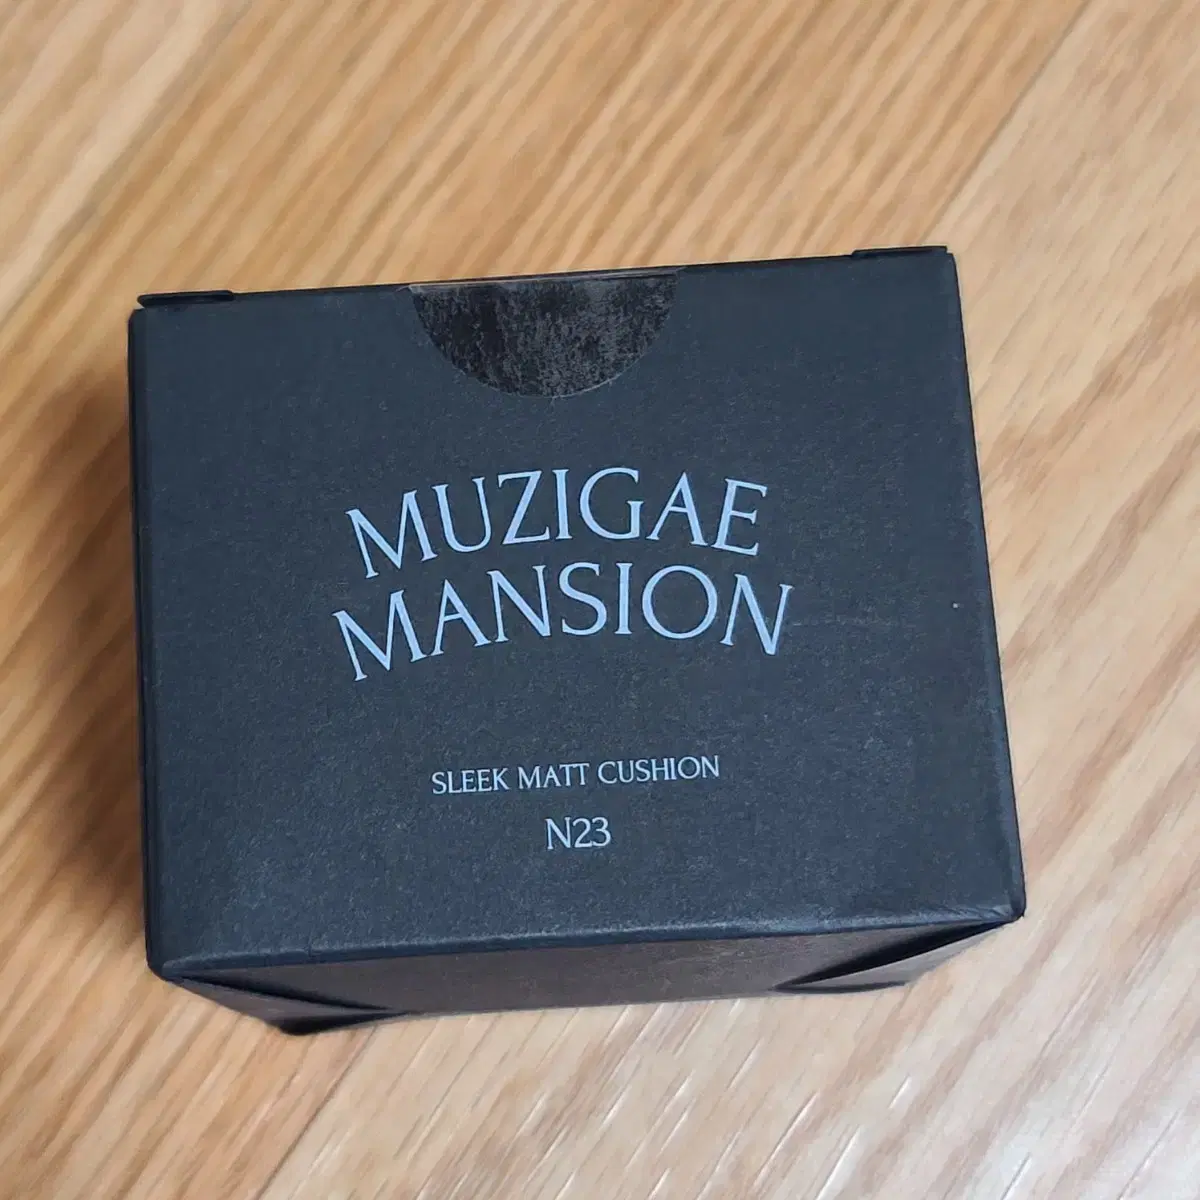 MUZIGAE
MANSION
SLEEK MATT CUSHION
N23